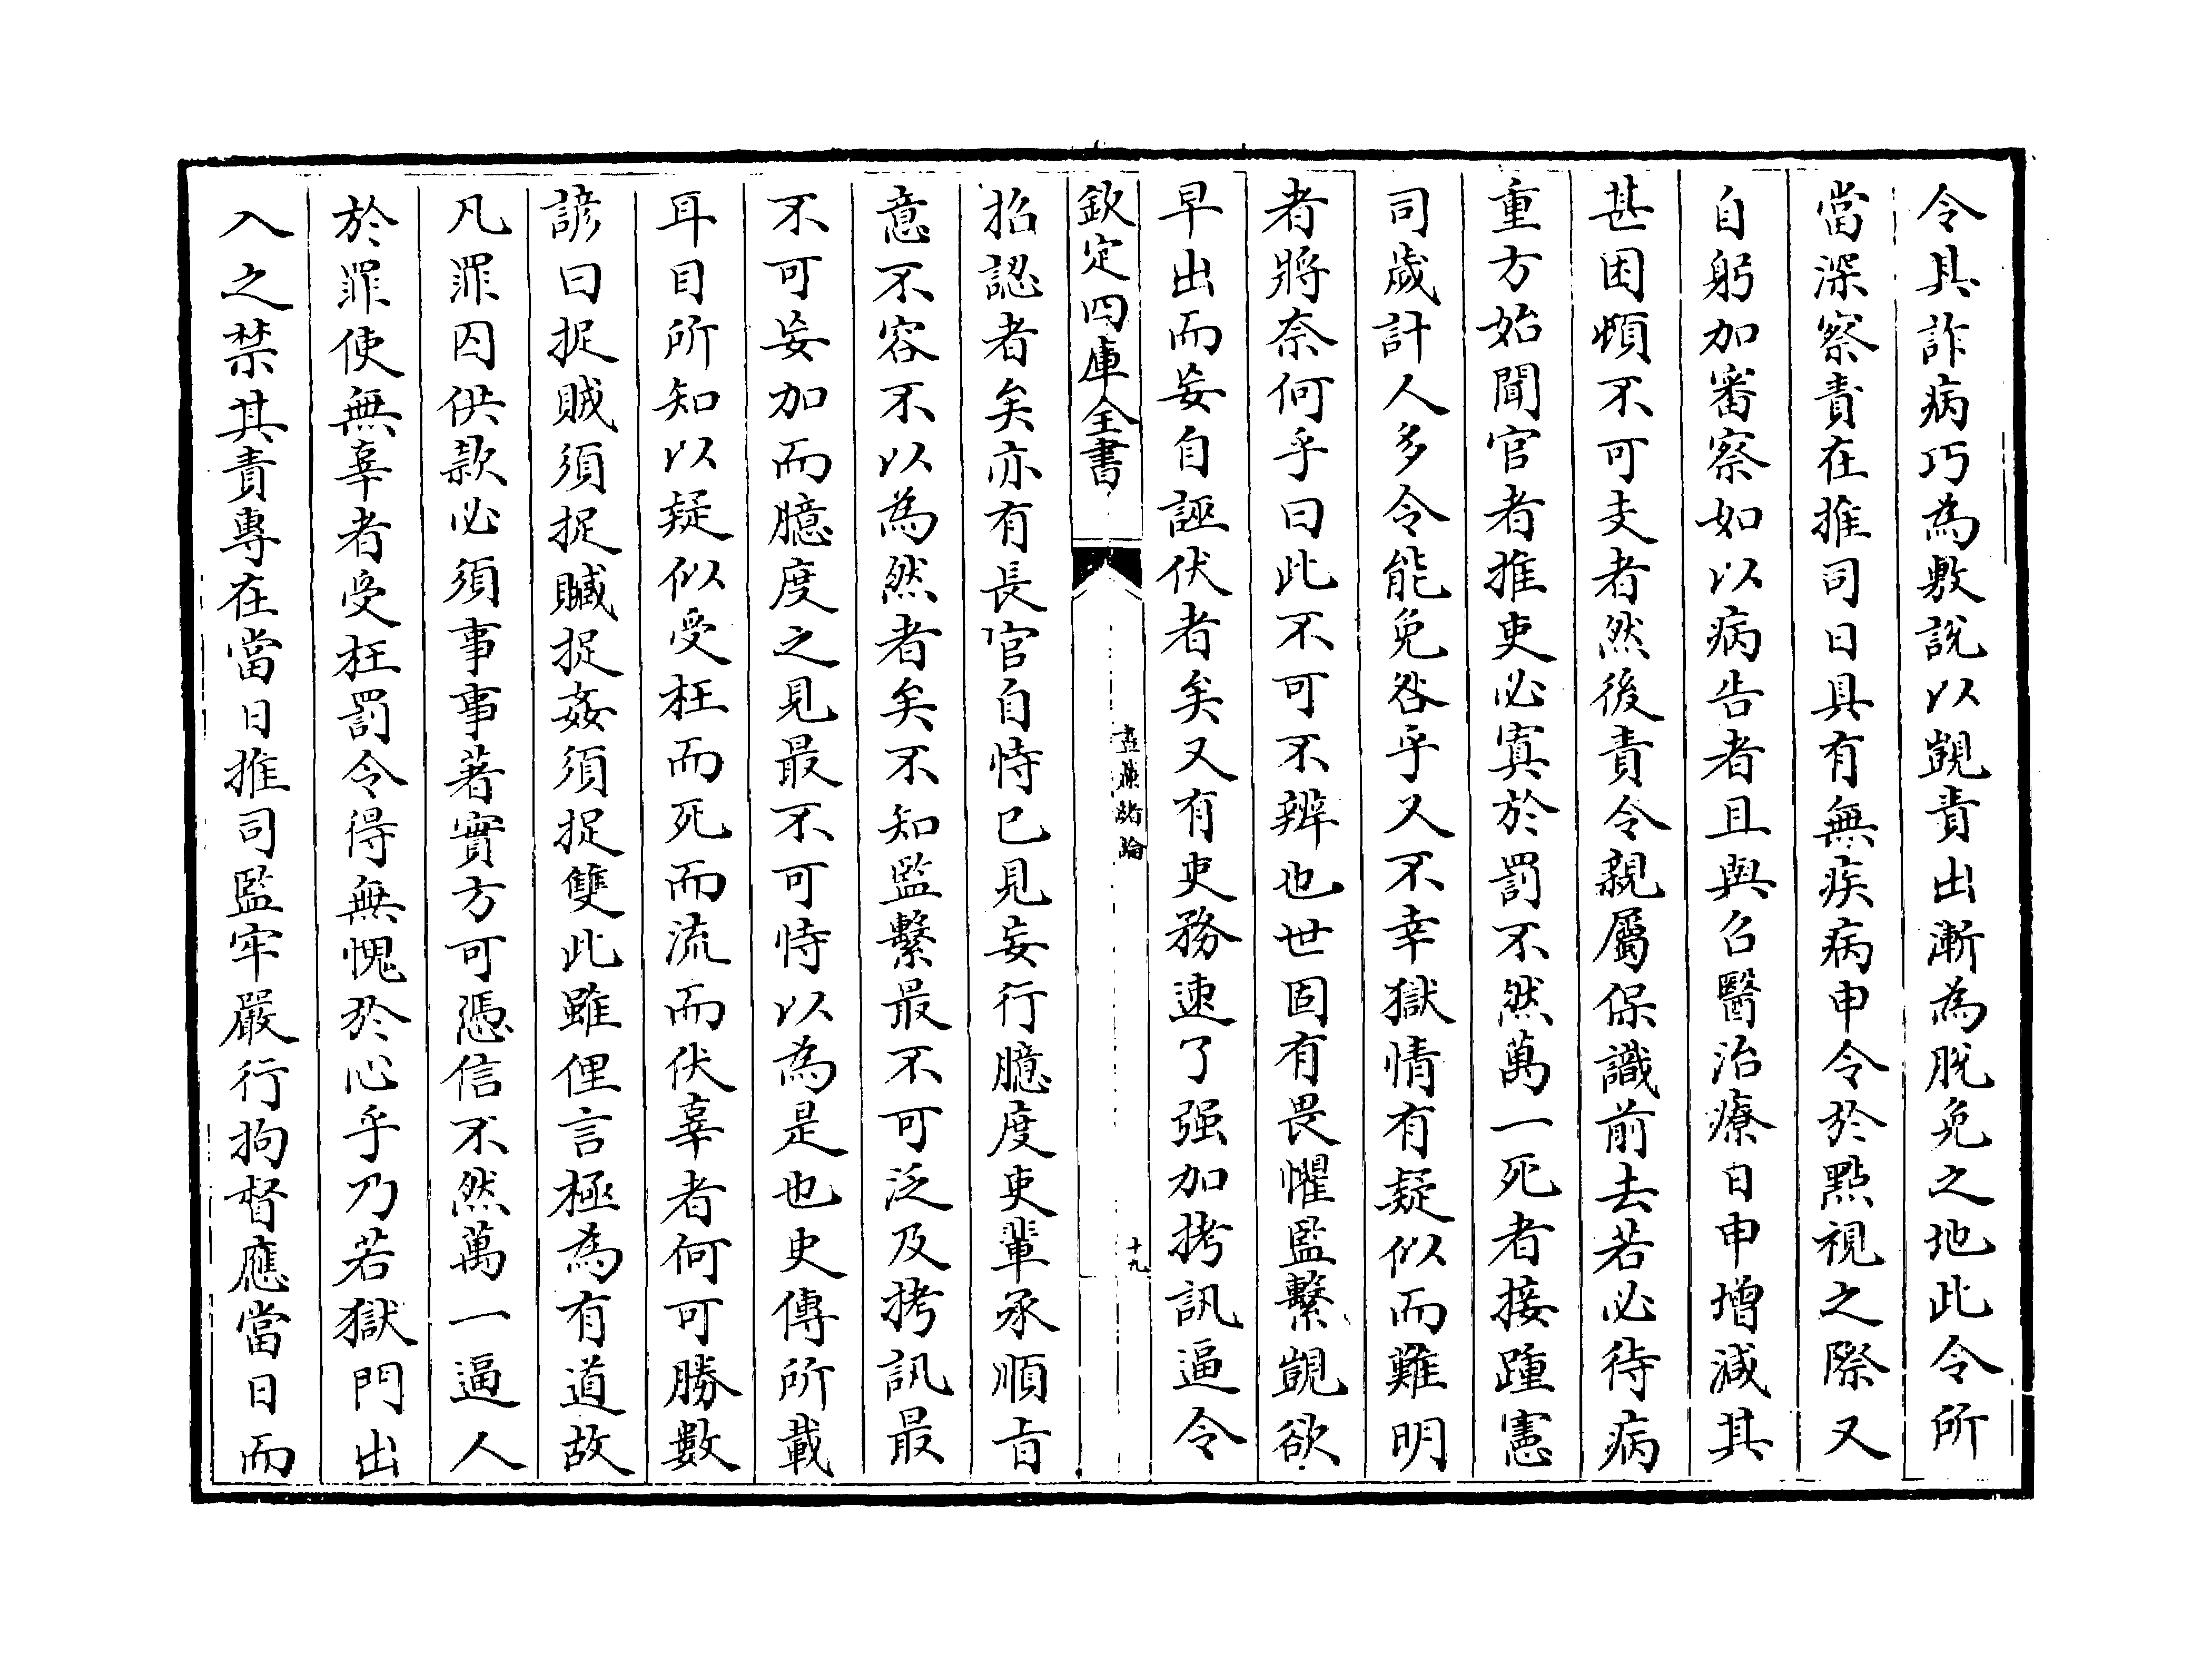 令具詐病巧為敷說以覬責出漸為脫免之地此令所
當深察責在推司日具有無疾病申令於點視之際又
自躬加審察如以病告者且與召醫治療日申增減其
甚困頓不可支者然後責令親屬保識前去若必待病
重方始聞官者推吏必寘於罰不然萬一死者接踵憲
司歲計人多令能免咎乎又不幸獄情有疑似而難明
者將奈何乎曰此不可不辨也世固有畏懼監繫覬欲
早出而妄自誣伏者矣又有吏務速了强加拷訊逼令
欽定四庫全書
晝簾緒論
十九
招認者矣亦有長官自恃已見妄行臆度吏輩承順旨
意不容不以為然者矣不知監繫最不可泛及拷訊最
不可妄加而臆度之見最不可恃以為是也史傳所載
耳目所知以疑似受枉而死而流而伏辜者何可勝數
諺曰捉賊須捉贓捉姦須捉雙此雖俚言極為有道故
凡罪囚供款必須事事著實方可憑信不然萬一逼人
於罪使無辜者受枉罰令得無愧於心乎乃若獄門出
入之禁其責專在當日推司監牢嚴行拘督應當日而